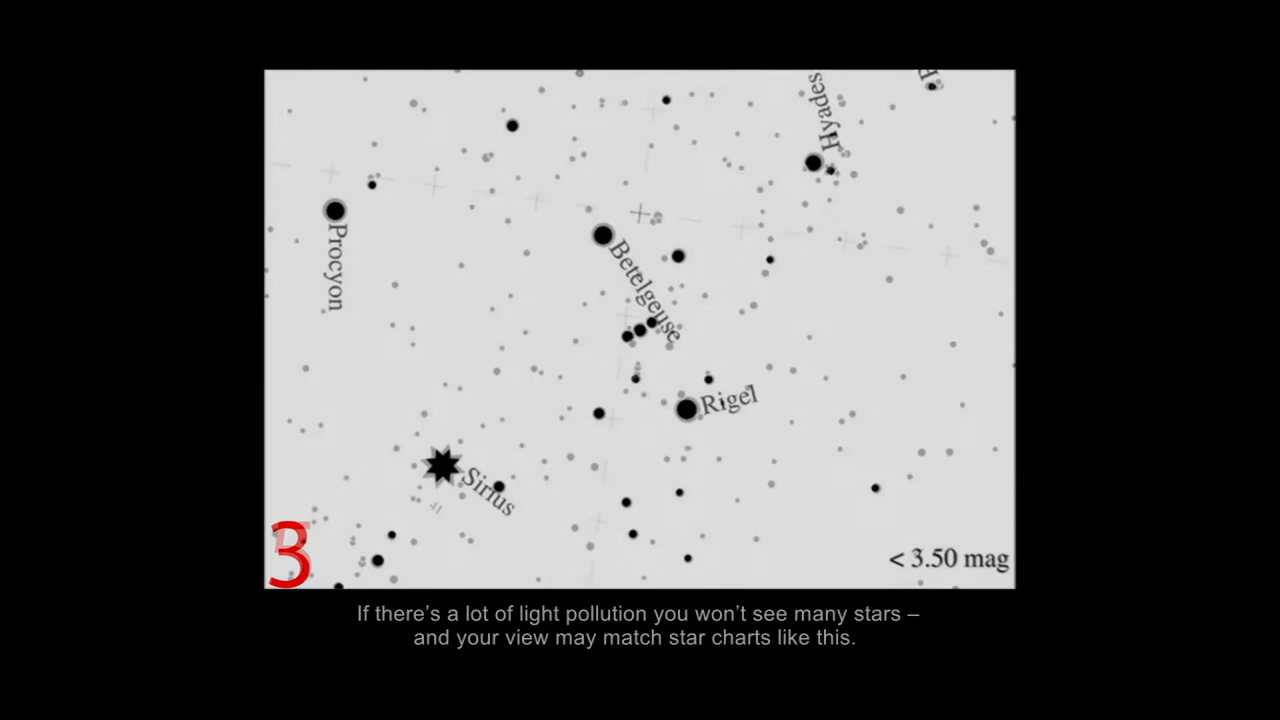 Hyades
Procyon
Betelgeuse
Rigel
Sirius
41
3
< 3.50 mag
If there's a lot of light pollution you won't see many stars –
and your view may match star charts like this.